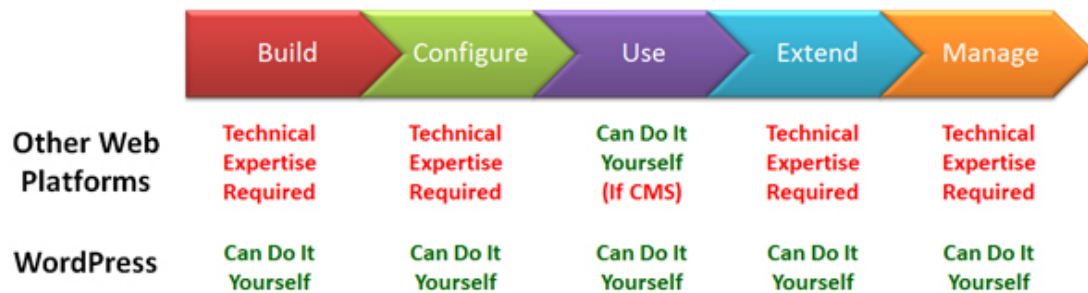 Build Configure Use Extend Manage
Other Web Platforms
Technical Expertise Required
Technical Expertise Required
Can Do It Yourself (If CMS)
Technical Expertise Required
Technical Expertise Required
WordPress
Can Do It Yourself
Can Do It Yourself
Can Do It Yourself
Can Do It Yourself
Can Do It Yourself